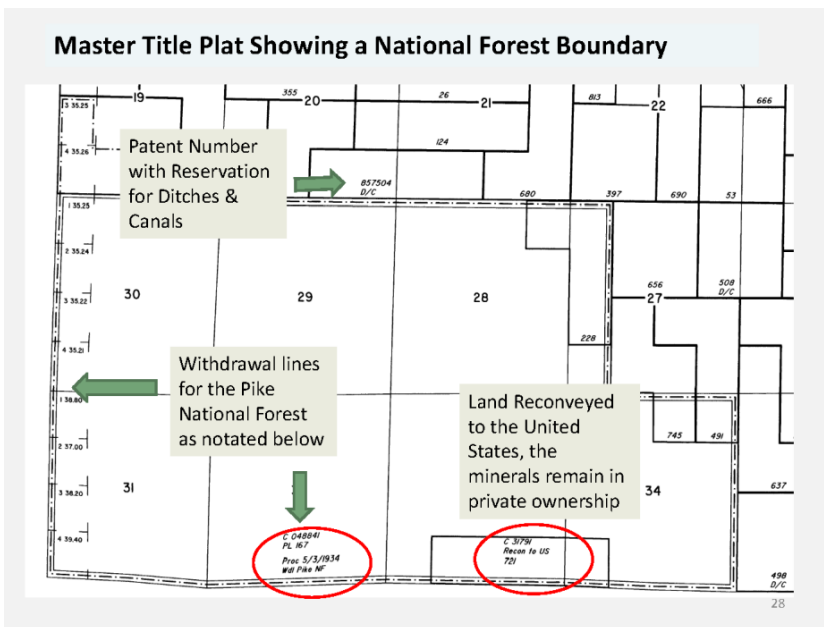 Master Title Plat Showing a National Forest Boundary
3 35.25
19
355
20
26
21
813
22
666
4 35.26
124
Patent Number
with Reservation
for Ditches &
Canals
857504
D/C
680
397
690
53
1 35.25
2 35.24
30
29
28
3 35.22
656
27
508
D/C
4 35.21
228
Withdrawal lines
for the Pike
National Forest
as notated below
1 38.80
Land Reconveyed
to the United
States, the
minerals remain in
private ownership
745
491
2 37.00
31
3 38.20
34
637
4 39.40
C 048841
PL 167
Proc 5/3/1934
Wdl Pike NF
C 31791
Recon to US
721
498
D/C
28